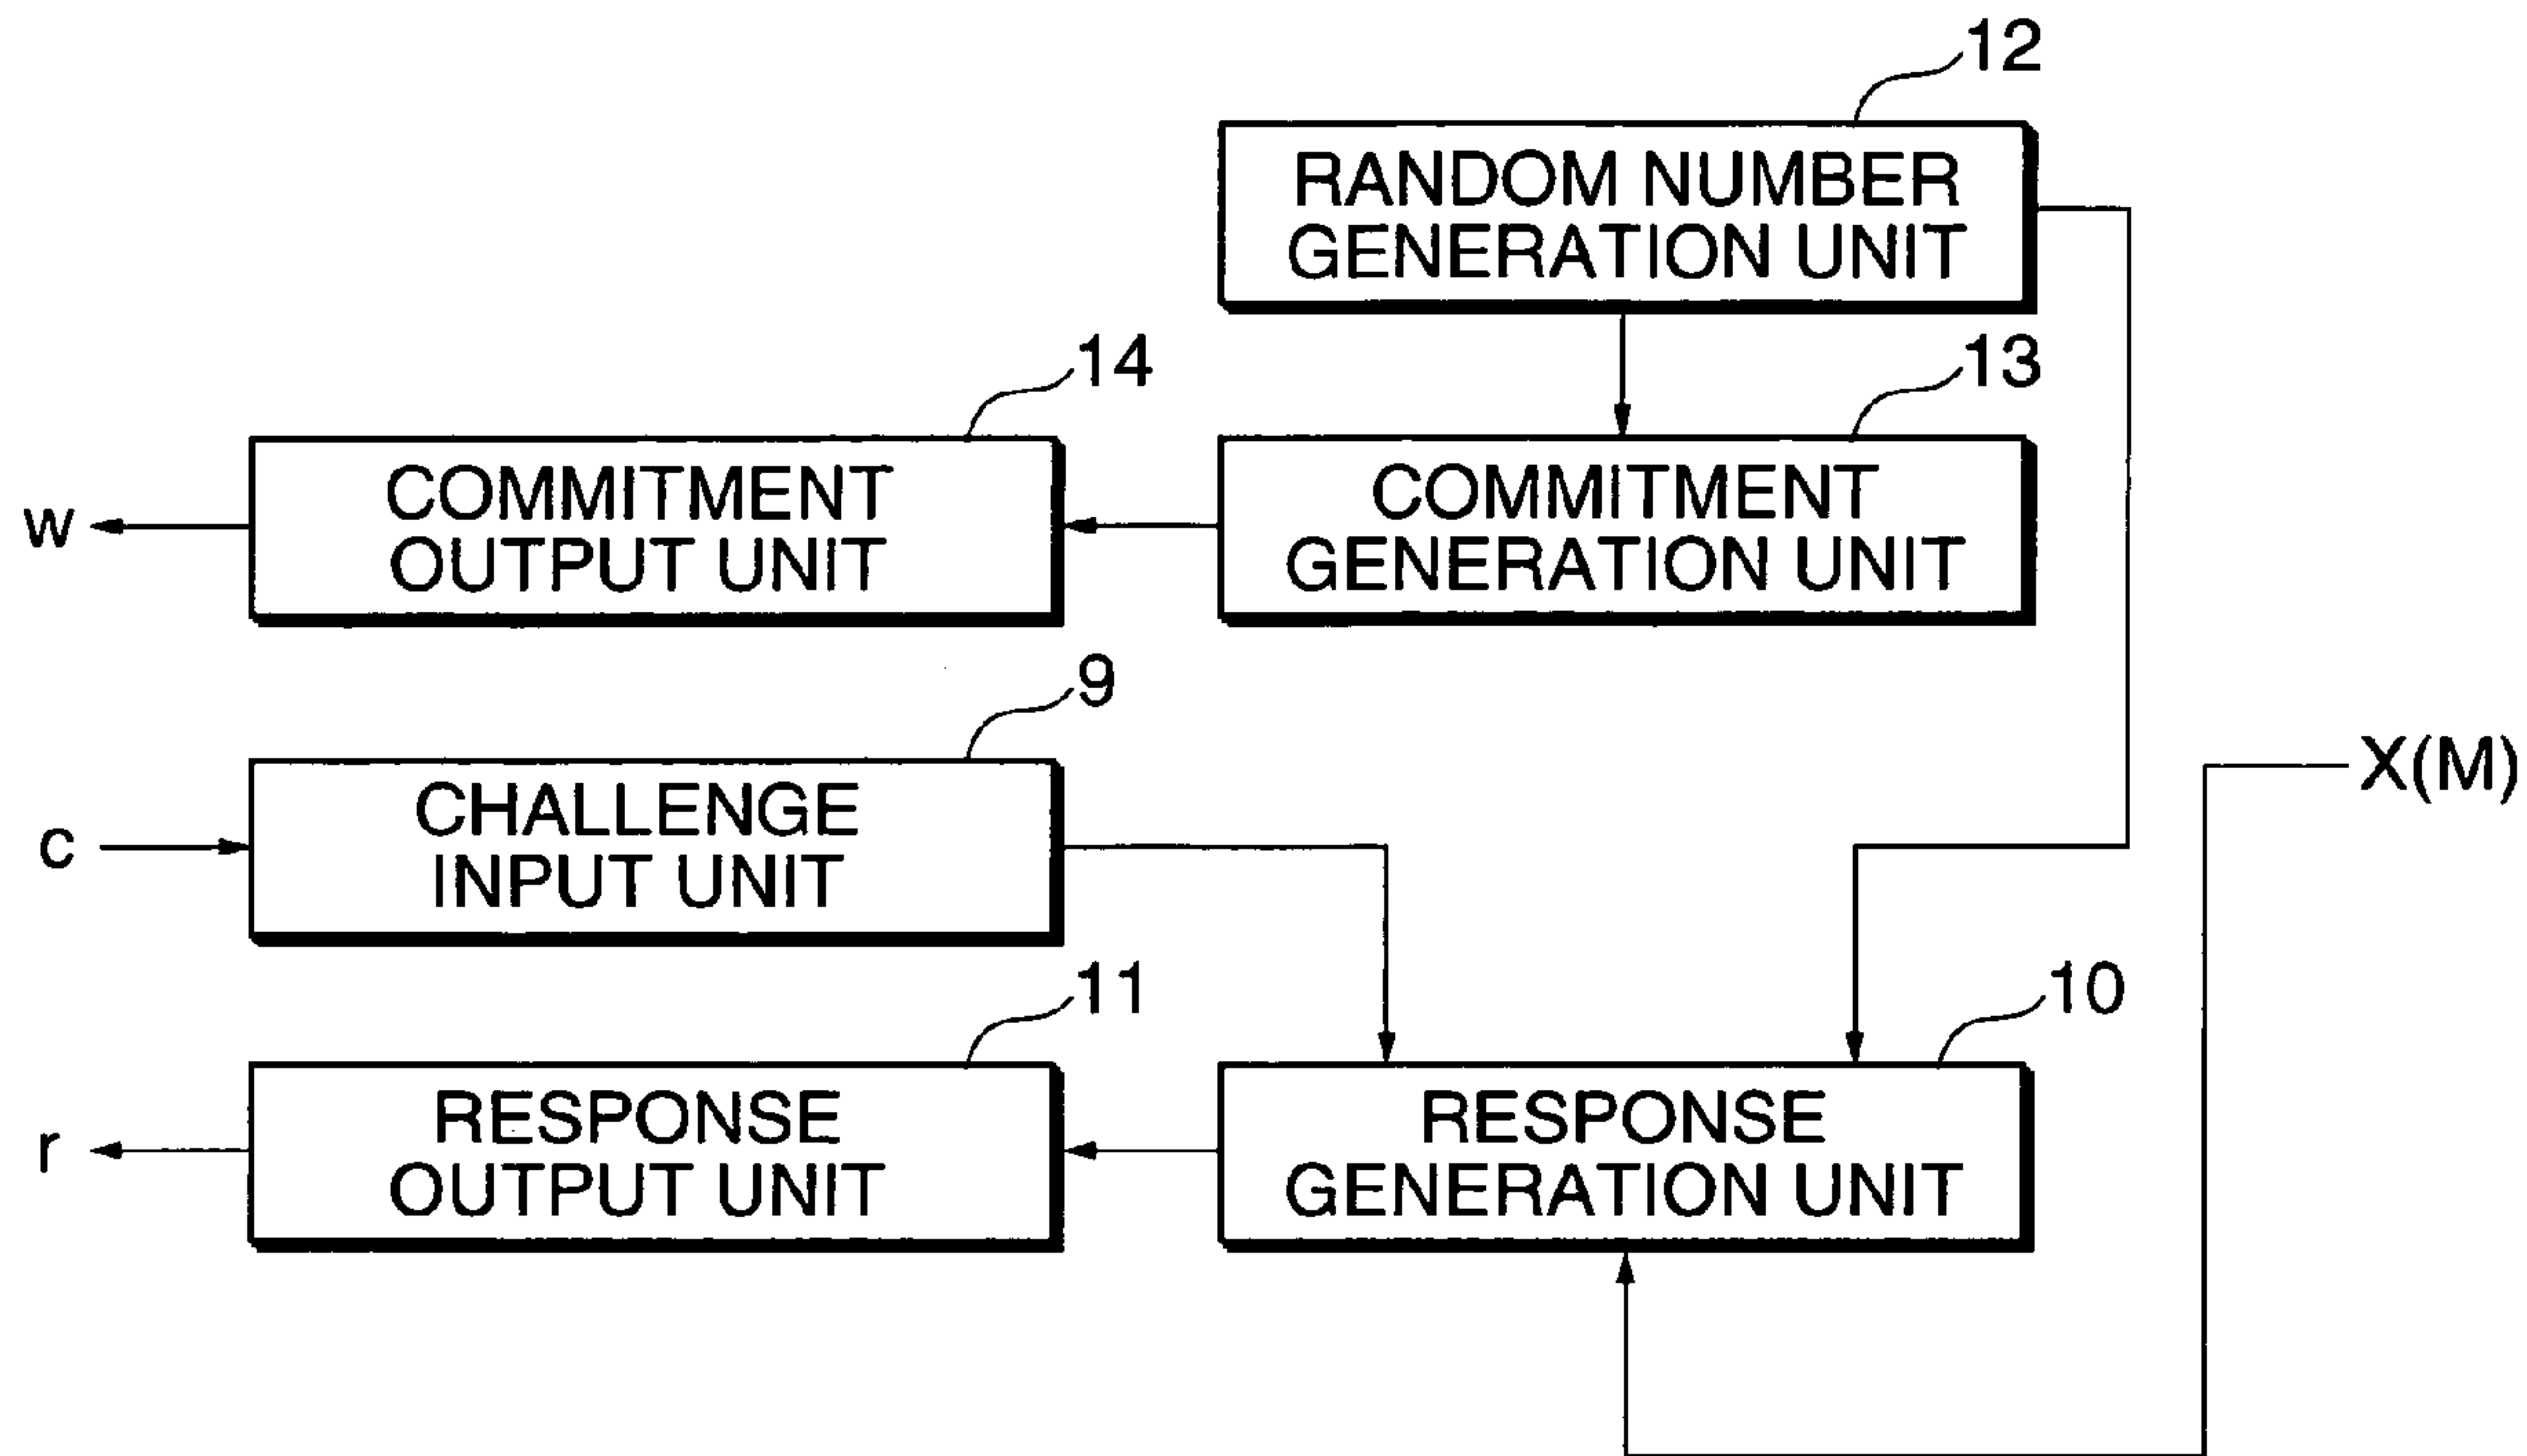 12
RANDOM NUMBER
GENERATION UNIT
14
13
w
COMMITMENT
OUTPUT UNIT
COMMITMENT
GENERATION UNIT
9
c
CHALLENGE
INPUT UNIT
X(M)
11
10
r
RESPONSE
OUTPUT UNIT
RESPONSE
GENERATION UNIT